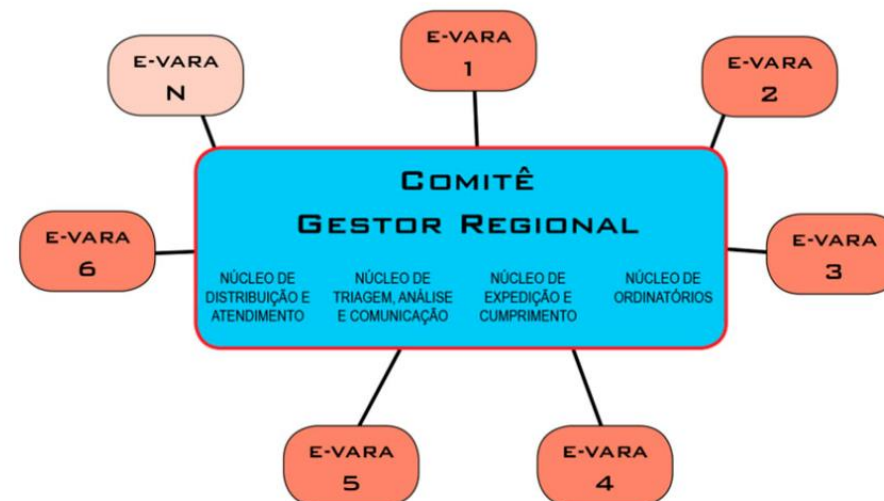 E-VARA
N
E-VARA
1
E-VARA
2
COMITÊ
GESTOR REGIONAL
E-VARA
6
E-VARA
3
NÚCLEO DE
DISTRIBUIÇÃO E
ATENDIMENTO
NÚCLEO DE
TRIAGEM, ANÁLISE
E COMUNICAÇÃO
NÚCLEO DE
EXPEDIÇÃO E
CUMPRIMENTO
NÚCLEO DE
ORDINATÓRIOS
E-VARA
5
E-VARA
4